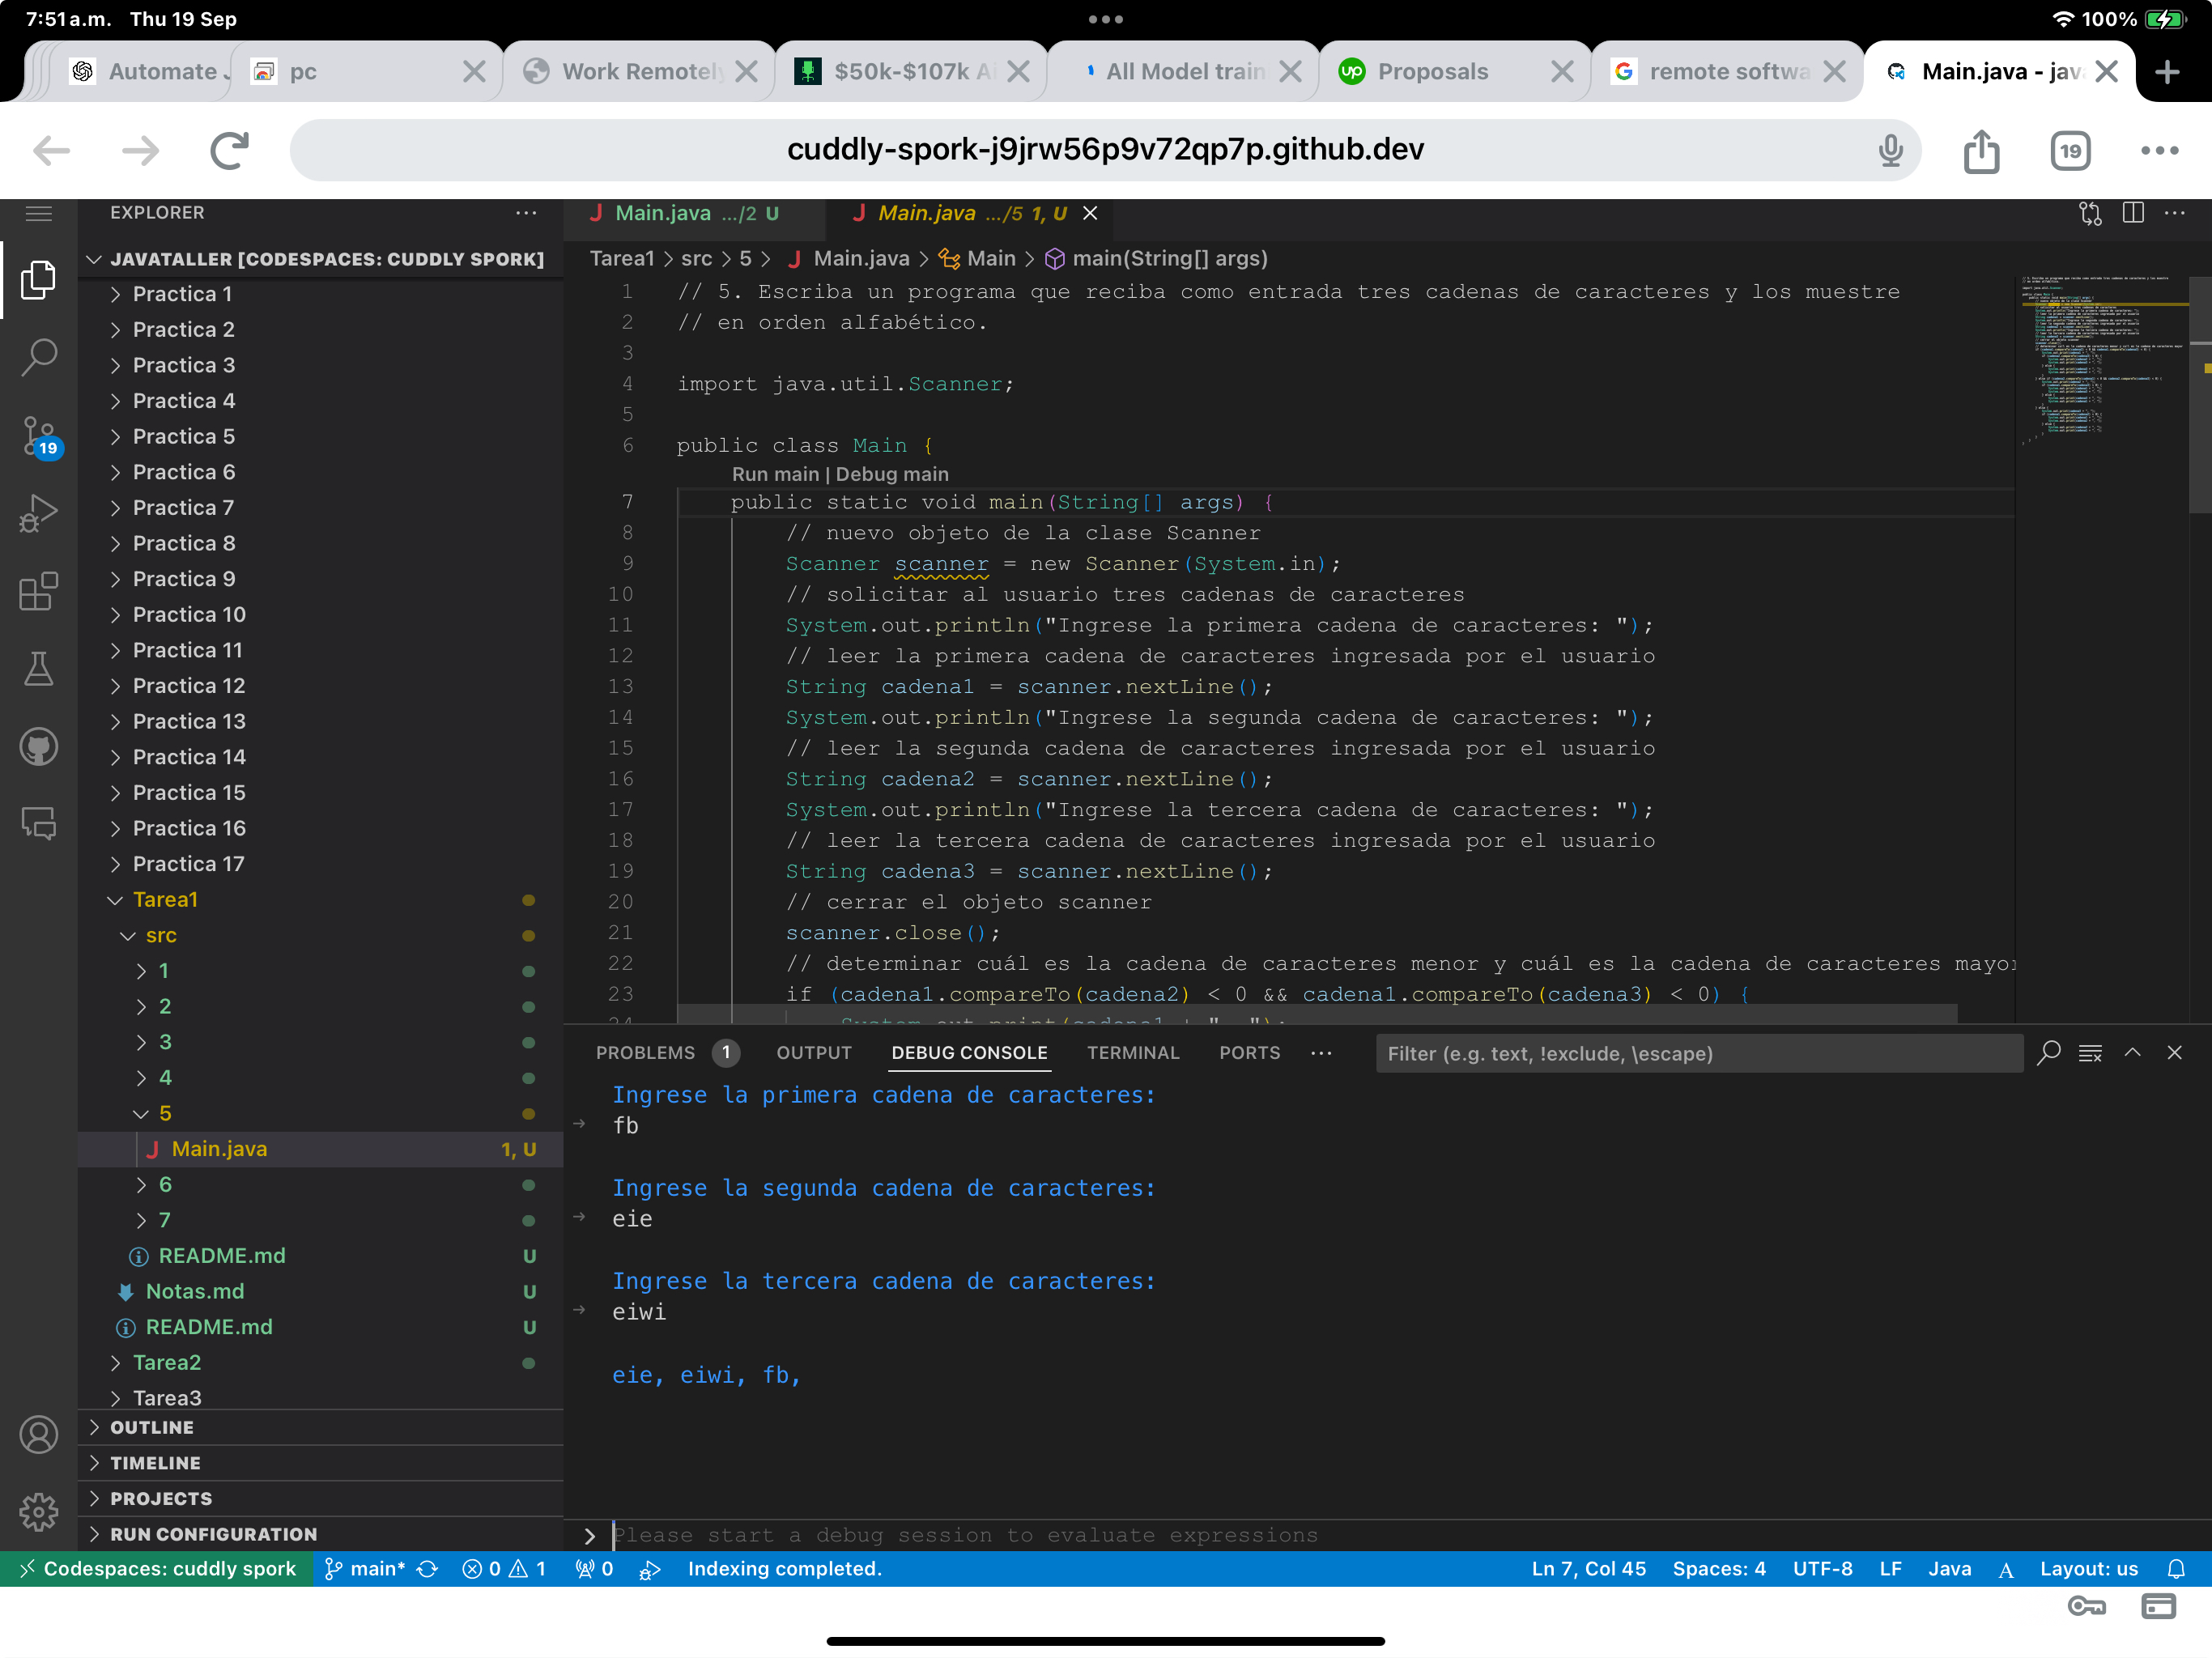 7:51 a.m. Thu 19 Sep
100%
Automate
pc
Work Remotely
$50k-$107k
All Model train
Proposals
remote softwa
Main.java - jav
cuddly-spork-j9jrw56p9v72qp7p.github.dev
19
EXPLORER
JAVATALLER [CODESPACES: CUDDLY SPORK]
Practica 1
Practica 2
Practica 3
Practica 4
Practica 5
Practica 6
Practica 7
Practica 8
Practica 9
Practica 10
Practica 11
Practica 12
Practica 13
Practica 14
Practica 15
Practica 16
Practica 17
Tarea1
src
1
2
3
4
5
Main.java 1, U
6
7
README.md U
Notas.md U
README.md U
Tarea2
Tarea3
OUTLINE
TIMELINE
PROJECTS
RUN CONFIGURATION
19
Main.java .../2 U
Main.java .../5 1, U
Tarea1 > src > 5 > J Main.java > Main > main(String[] args)
1 // 5. Escriba un programa que reciba como entrada tres cadenas de caracteres y los muestre
2 // en orden alfabético.
3
4 import java.util.Scanner;
5
6 public class Main {
Run main | Debug main
7 public static void main(String[] args) {
8 // nuevo objeto de la clase Scanner
9 Scanner scanner = new Scanner(System.in);
10 // solicitar al usuario tres cadenas de caracteres
11 System.out.println("Ingrese la primera cadena de caracteres: ");
12 // leer la primera cadena de caracteres ingresada por el usuario
13 String cadena1 = scanner.nextLine();
14 System.out.println("Ingrese la segunda cadena de caracteres: ");
15 // leer la segunda cadena de caracteres ingresada por el usuario
16 String cadena2 = scanner.nextLine();
17 System.out.println("Ingrese la tercera cadena de caracteres: ");
18 // leer la tercera cadena de caracteres ingresada por el usuario
19 String cadena3 = scanner.nextLine();
20 // cerrar el objeto scanner
21 scanner.close();
22 // determinar cuál es la cadena de caracteres menor y cuál es la cadena de caracteres mayor
23 if (cadena1.compareTo(cadena2) < 0 && cadena1.compareTo(cadena3) < 0) {
PROBLEMS 1 OUTPUT DEBUG CONSOLE TERMINAL PORTS
Filter (e.g. text, !exclude, \escape)
Ingrese la primera cadena de caracteres:
fb
Ingrese la segunda cadena de caracteres:
eie
Ingrese la tercera cadena de caracteres:
eiwi
eie, eiwi, fb,
Please start a debug session to evaluate expressions
Codespaces: cuddly spork main* 0 1 0 Indexing completed.
Ln 7, Col 45 Spaces: 4 UTF-8 LF Java Layout: us